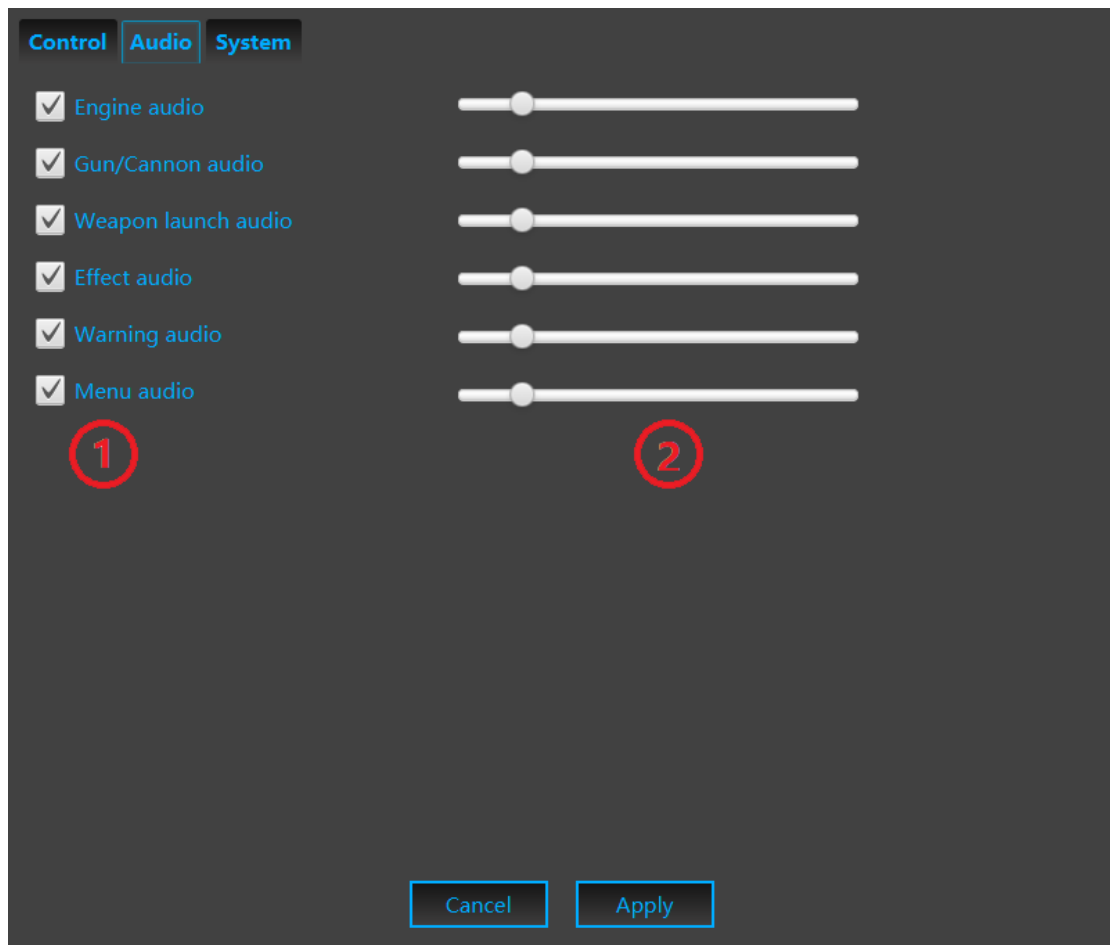 Control Audio System
Engine audio
Gun/Cannon audio
Weapon launch audio
Effect audio
Warning audio
Menu audio
1 2
Cancel Apply